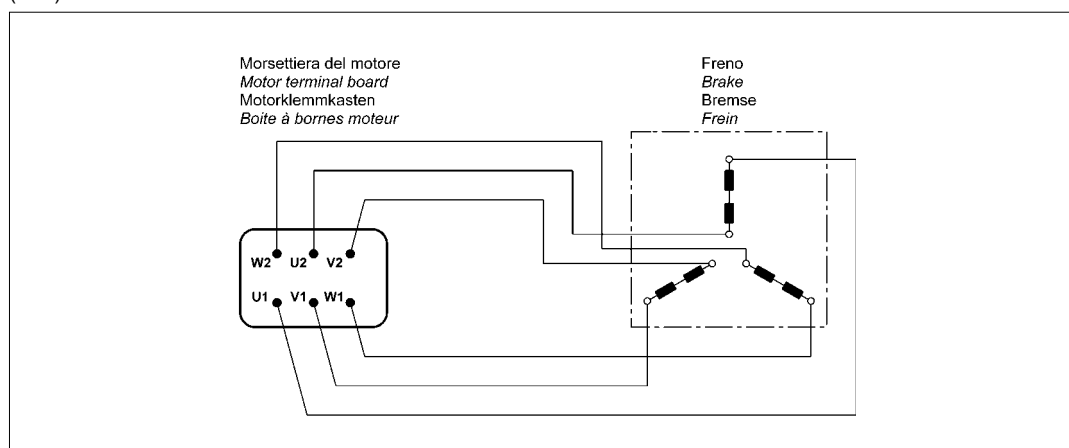 Morsettiera del motore
Motor terminal board
Motorklemmkasten
Boite à bornes moteur
Freno
Brake
Bremse
Frein
W2 U2 V2
U1 V1 W1